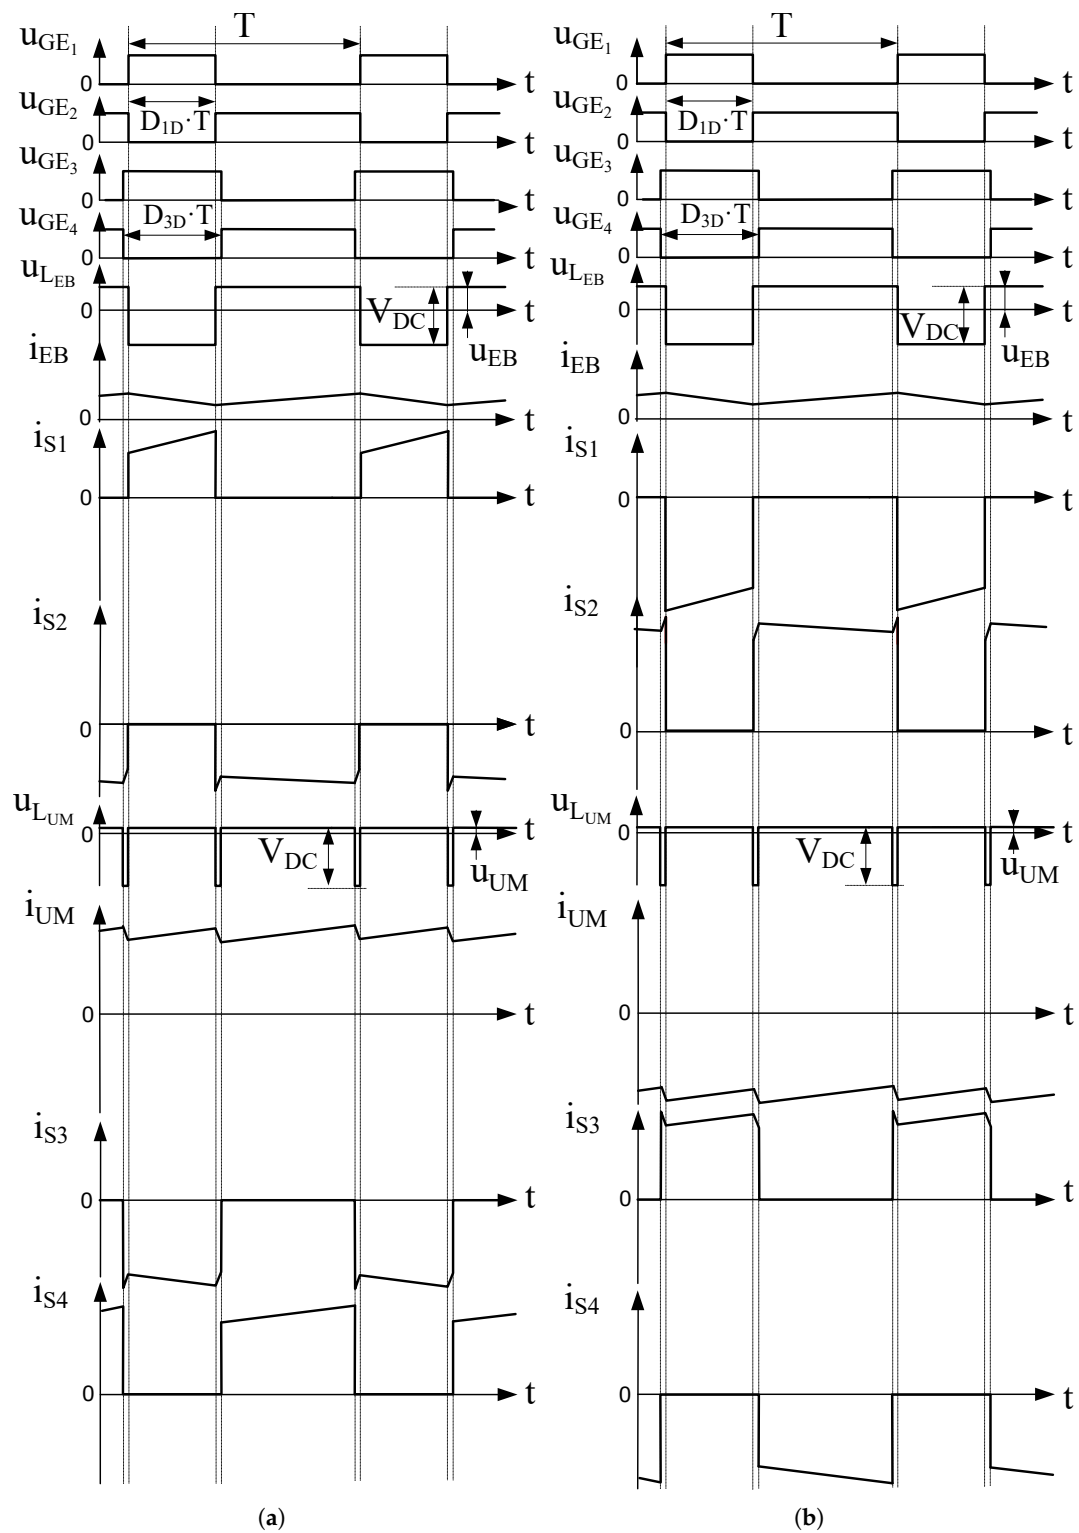 T
u_GE1
0
t
u_GE2
D_1D·T
0
t
u_GE3
0
t
u_GE4
D_3D·T
0
t
u_LEB
0
V_DC
t
u_EB
i_EB
0
t
i_S1
0
t
i_S2
0
t
u_LUM
0
V_DC
t
u_UM
i_UM
0
t
i_S3
0
t
i_S4
0
t
(a)
T
u_GE1
0
t
u_GE2
D_1D·T
0
t
u_GE3
0
t
u_GE4
D_3D·T
0
t
u_LEB
0
V_DC
t
u_EB
i_EB
0
t
i_S1
0
t
i_S2
0
t
u_LUM
0
V_DC
t
u_UM
i_UM
0
t
i_S3
0
t
i_S4
0
t
(b)